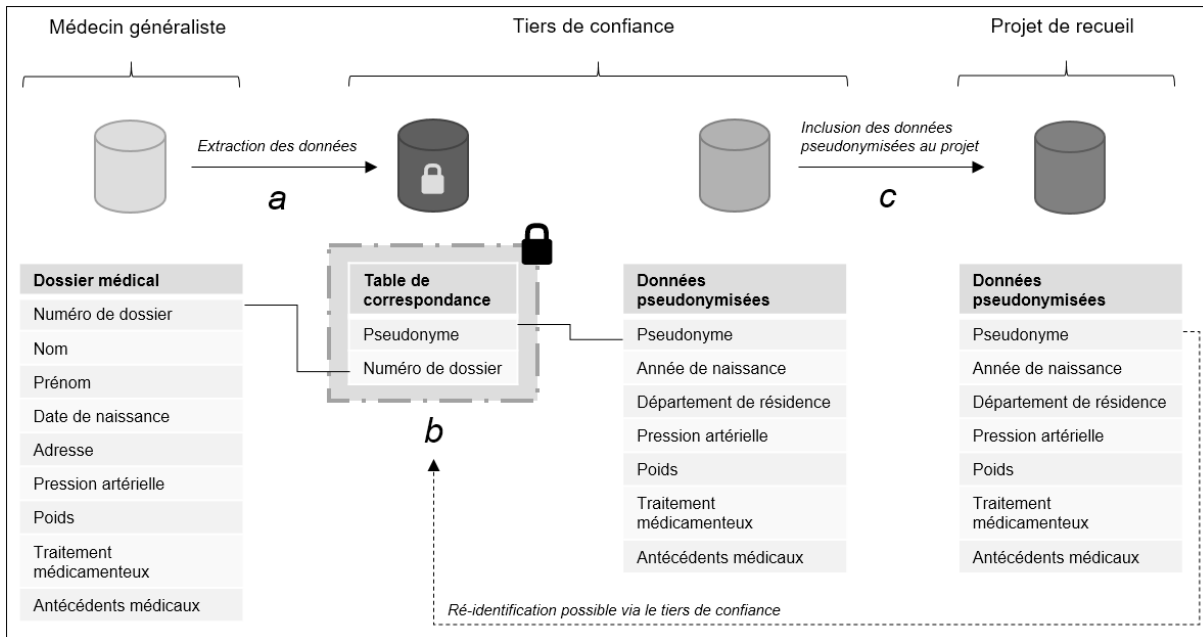 Médecin généraliste
Tiers de confiance
Projet de recueil
Extraction des données
a
Inclusion des données
pseudonymisées au projet
c
Dossier médical
Numéro de dossier
Nom
Prénom
Date de naissance
Adresse
Pression artérielle
Poids
Traitement
médicamenteux
Antécédents médicaux
Table de
correspondance
Pseudonyme
Numéro de dossier
b
Données
pseudonymisées
Pseudonyme
Année de naissance
Département de résidence
Pression artérielle
Poids
Traitement
médicamenteux
Antécédents médicaux
Données
pseudonymisées
Pseudonyme
Année de naissance
Département de résidence
Pression artérielle
Poids
Traitement
médicamenteux
Antécédents médicaux
Ré-identification possible via le tiers de confiance